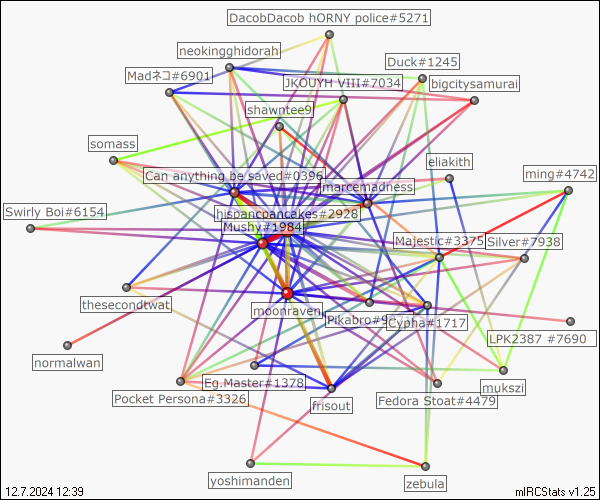 DacobDacob hORNY police#5271
neokingghidorah
Duck#1245
Madネコ#6901
JKOUYH VIII#7034
bigcitysamurai
shawntee9
somass
eliakith
ming#4742
Can anything be saved#0396
marcemadness
Swirly Boi#6154
hispancpancakes#2928
Mushy#1984
Majestic#3375
Silver#7938
thesecondtwat
moonraven
Cypha#1717
LPK2387 #7690
normalwan
Eg.Master#1378
mukszi
Pocket Persona#3326
frisout
Fedora Stoat#4479
yoshimanden
zebula
12.7.2024 12:39
mIRCStats v1.25